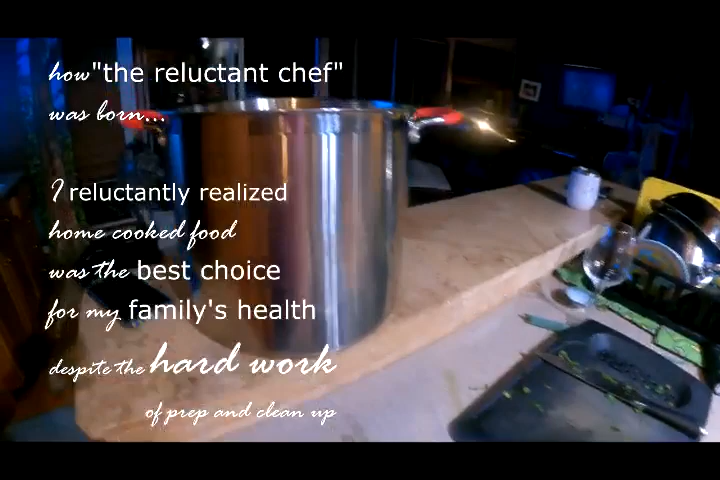 how "the reluctant chef"
was born...
I reluctantly realized
home cooked food
was the best choice
for my family's health
despite the hard work
of prep and clean up